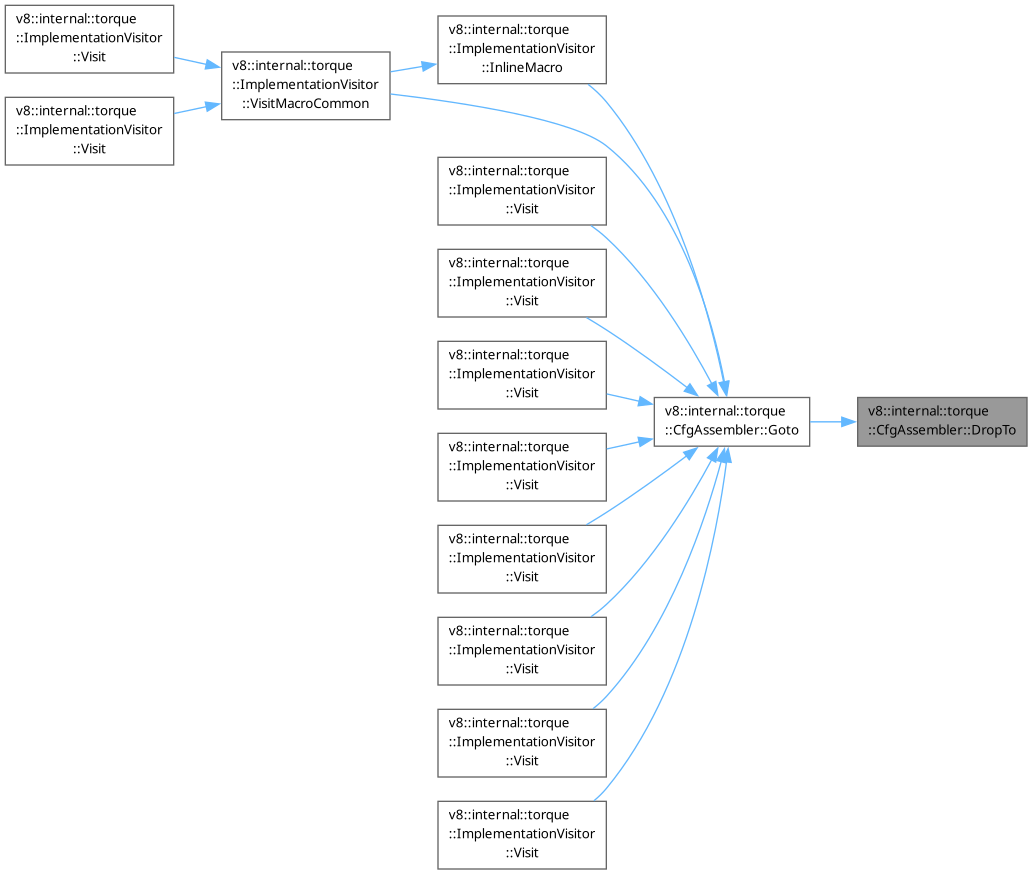 v8::internal::torque
::ImplementationVisitor
::Visit
v8::internal::torque
::ImplementationVisitor
::Visit
v8::internal::torque
::ImplementationVisitor
::VisitMacroCommon
v8::internal::torque
::ImplementationVisitor
::InlineMacro
v8::internal::torque
::ImplementationVisitor
::Visit
v8::internal::torque
::ImplementationVisitor
::Visit
v8::internal::torque
::ImplementationVisitor
::Visit
v8::internal::torque
::ImplementationVisitor
::Visit
v8::internal::torque
::ImplementationVisitor
::Visit
v8::internal::torque
::ImplementationVisitor
::Visit
v8::internal::torque
::ImplementationVisitor
::Visit
v8::internal::torque
::ImplementationVisitor
::Visit
v8::internal::torque
::CfgAssembler::Goto
v8::internal::torque
::CfgAssembler::DropTo